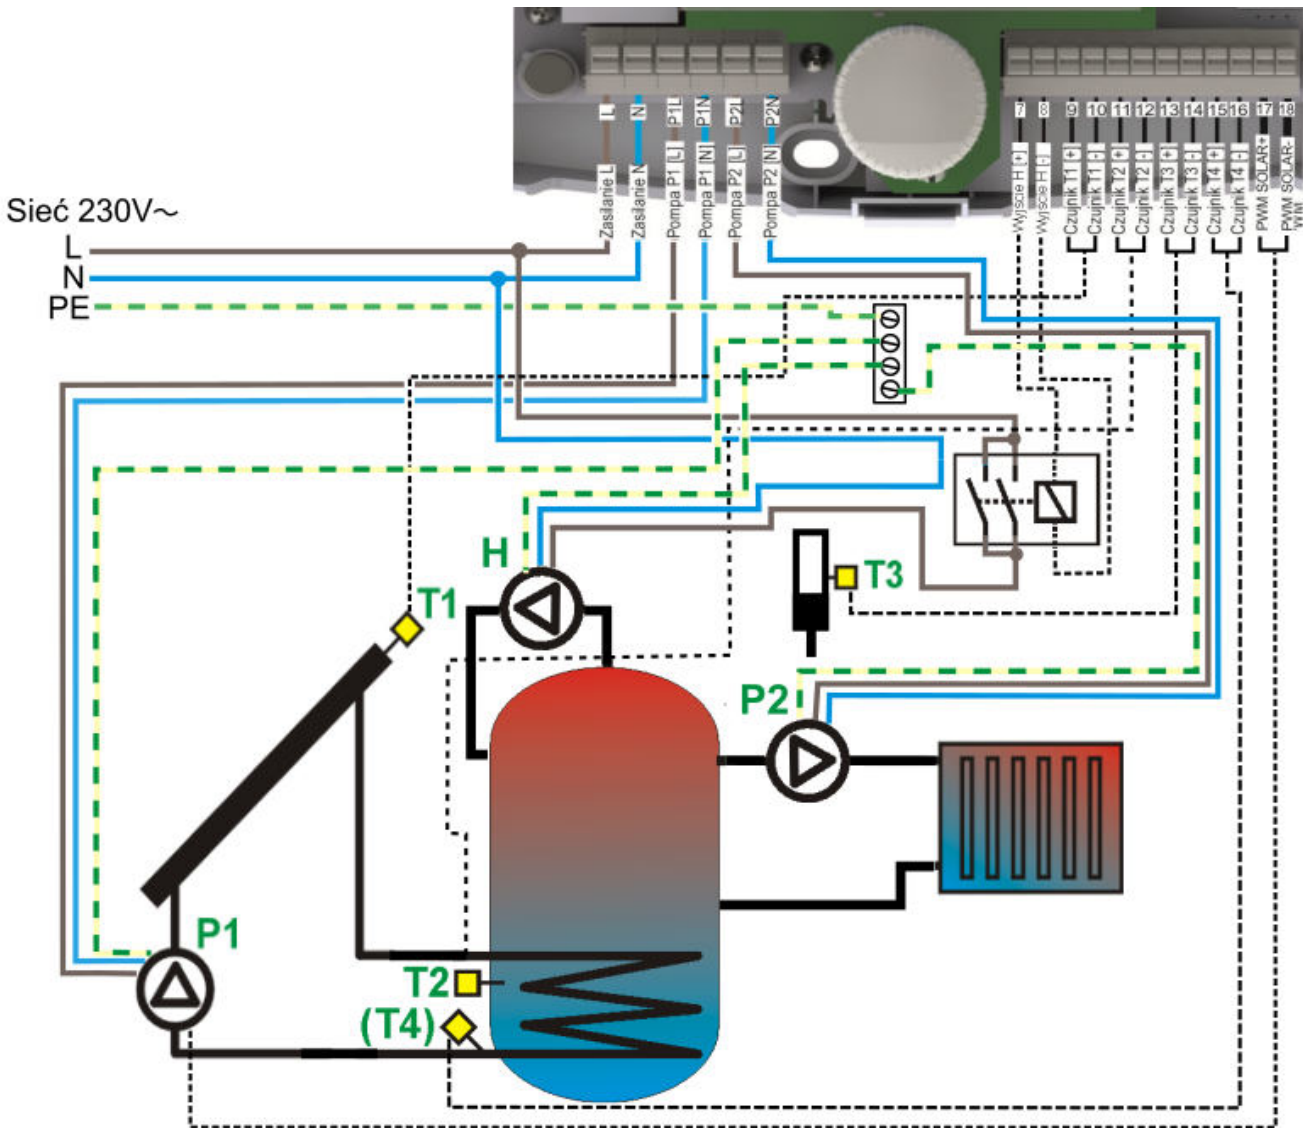 L
N
P1L
P1N
P2L
P2N
7
8
9
10
11
12
13
14
15
16
17
18
Zasilanie L
Zasilanie N
Pompa P1 [L]
Pompa P1 [N]
Pompa P2 [L]
Pompa P2 [N]
Wyjście H [+]
Wyjście H [-]
Czujnik T1 [+]
Czujnik T1 [-]
Czujnik T2 [+]
Czujnik T2 [-]
Czujnik T3 [+]
Czujnik T3 [-]
Czujnik T4 [+]
Czujnik T4 [-]
PWM SOLAR+
PWM SOLAR-
Sieć 230V~
L
N
PE
H
T1
T3
P2
P1
T2
(T4)